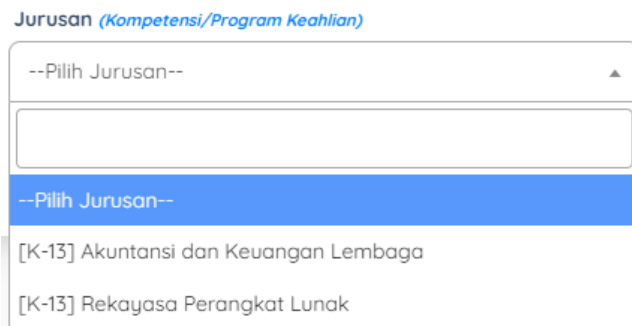 Jurusan (Kompetensi/Program Keahlian)
--Pilih Jurusan--
--Pilih Jurusan--
[K-13] Akuntansi dan Keuangan Lembaga
[K-13] Rekayasa Perangkat Lunak